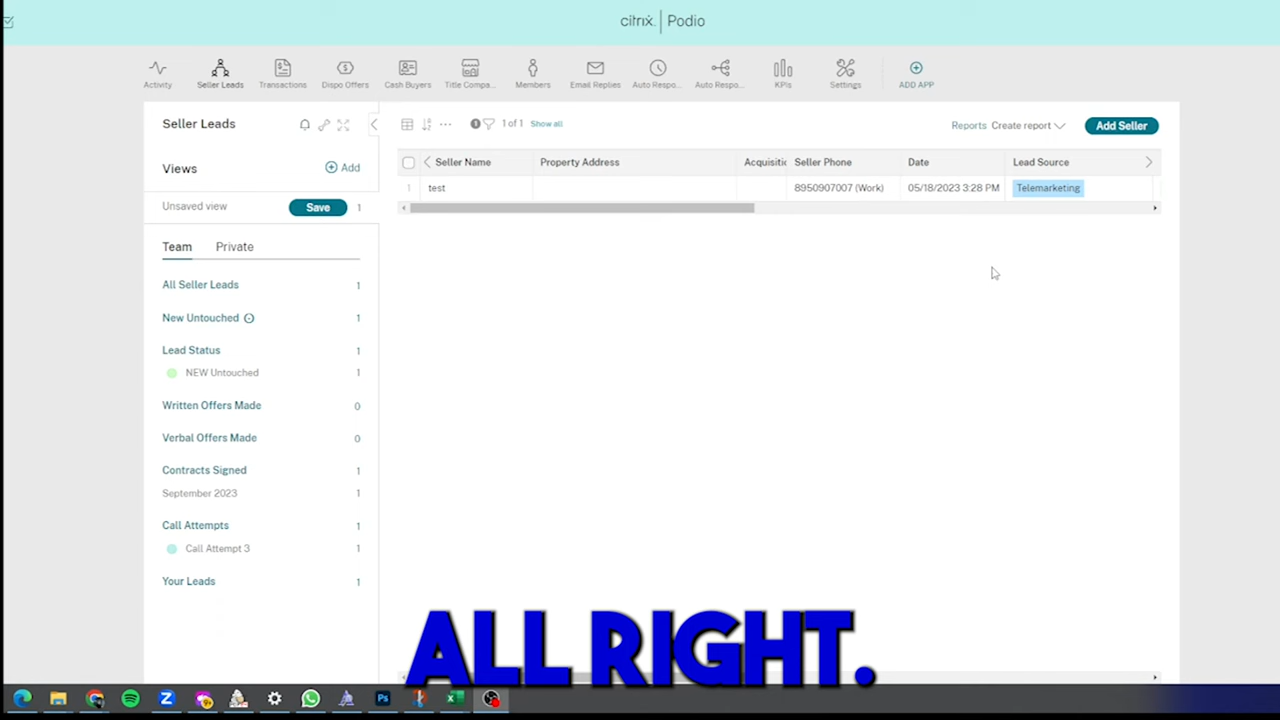 citrix. | Podio
Activity
Seller Leads
Transactions
Dispo Offers
Cash Buyers
Title Compa...
Members
Email Replies
Auto Respo...
Auto Respo...
KPIs
Settings
ADD APP
Seller Leads
Views
Add
Unsaved view
Save
1
Team
Private
All Seller Leads 1
New Untouched 1
Lead Status 1
NEW Untouched 1
Written Offers Made 0
Verbal Offers Made 0
Contracts Signed 1
September 2023 1
Call Attempts 1
Call Attempt 3 1
Your Leads 1
1 1 of 1 Show all
Reports Create report
Add Seller
Seller Name Property Address Acquisitic Seller Phone Date Lead Source
1 test 8950907007 (Work) 05/18/2023 3:28 PM Telemarketing
ALL RIGHT.